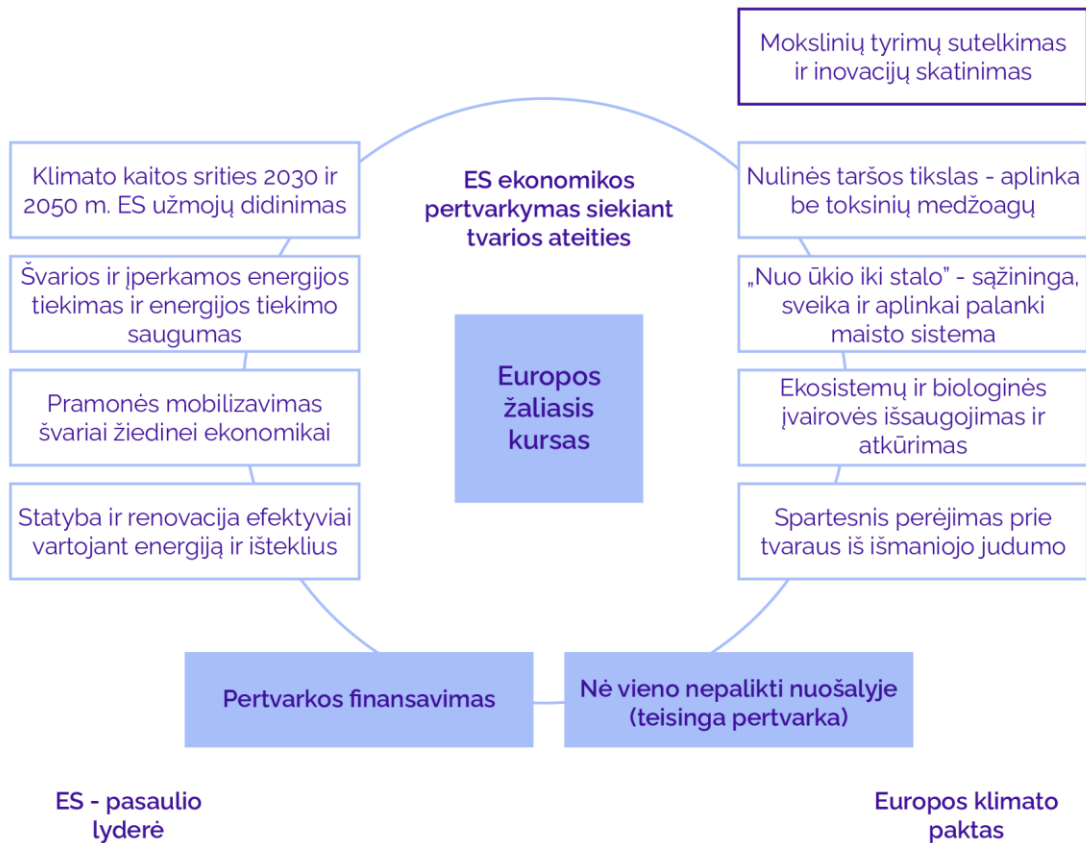 Mokslinių tyrimų sutelkimas
ir inovacijų skatinimas
Klimato kaitos srities 2030 ir
2050 m. ES užmojų didinimas
ES ekonomikos
pertvarkymas siekiant
tvarios ateities
Nulinės taršos tikslas - aplinka
be toksinių medžoagų
Švarios ir įperkamos energijos
tiekimas ir energijos tiekimo
saugumas
„Nuo ūkio iki stalo” - sąžininga,
sveika ir aplinkai palanki
maisto sistema
Europos
žaliasis
kursas
Pramonės mobilizavimas
švariai žiedinei ekonomikai
Ekosistemų ir biologinės
įvairovės išsaugojimas ir
atkūrimas
Statyba ir renovacija efektyviai
vartojant energiją ir išteklius
Spartesnis perėjimas prie
tvaraus iš išmaniojo judumo
Pertvarkos finansavimas
Nė vieno nepalikti nuošalyje
(teisinga pertvarka)
ES - pasaulio
lyderė
Europos klimato
paktas